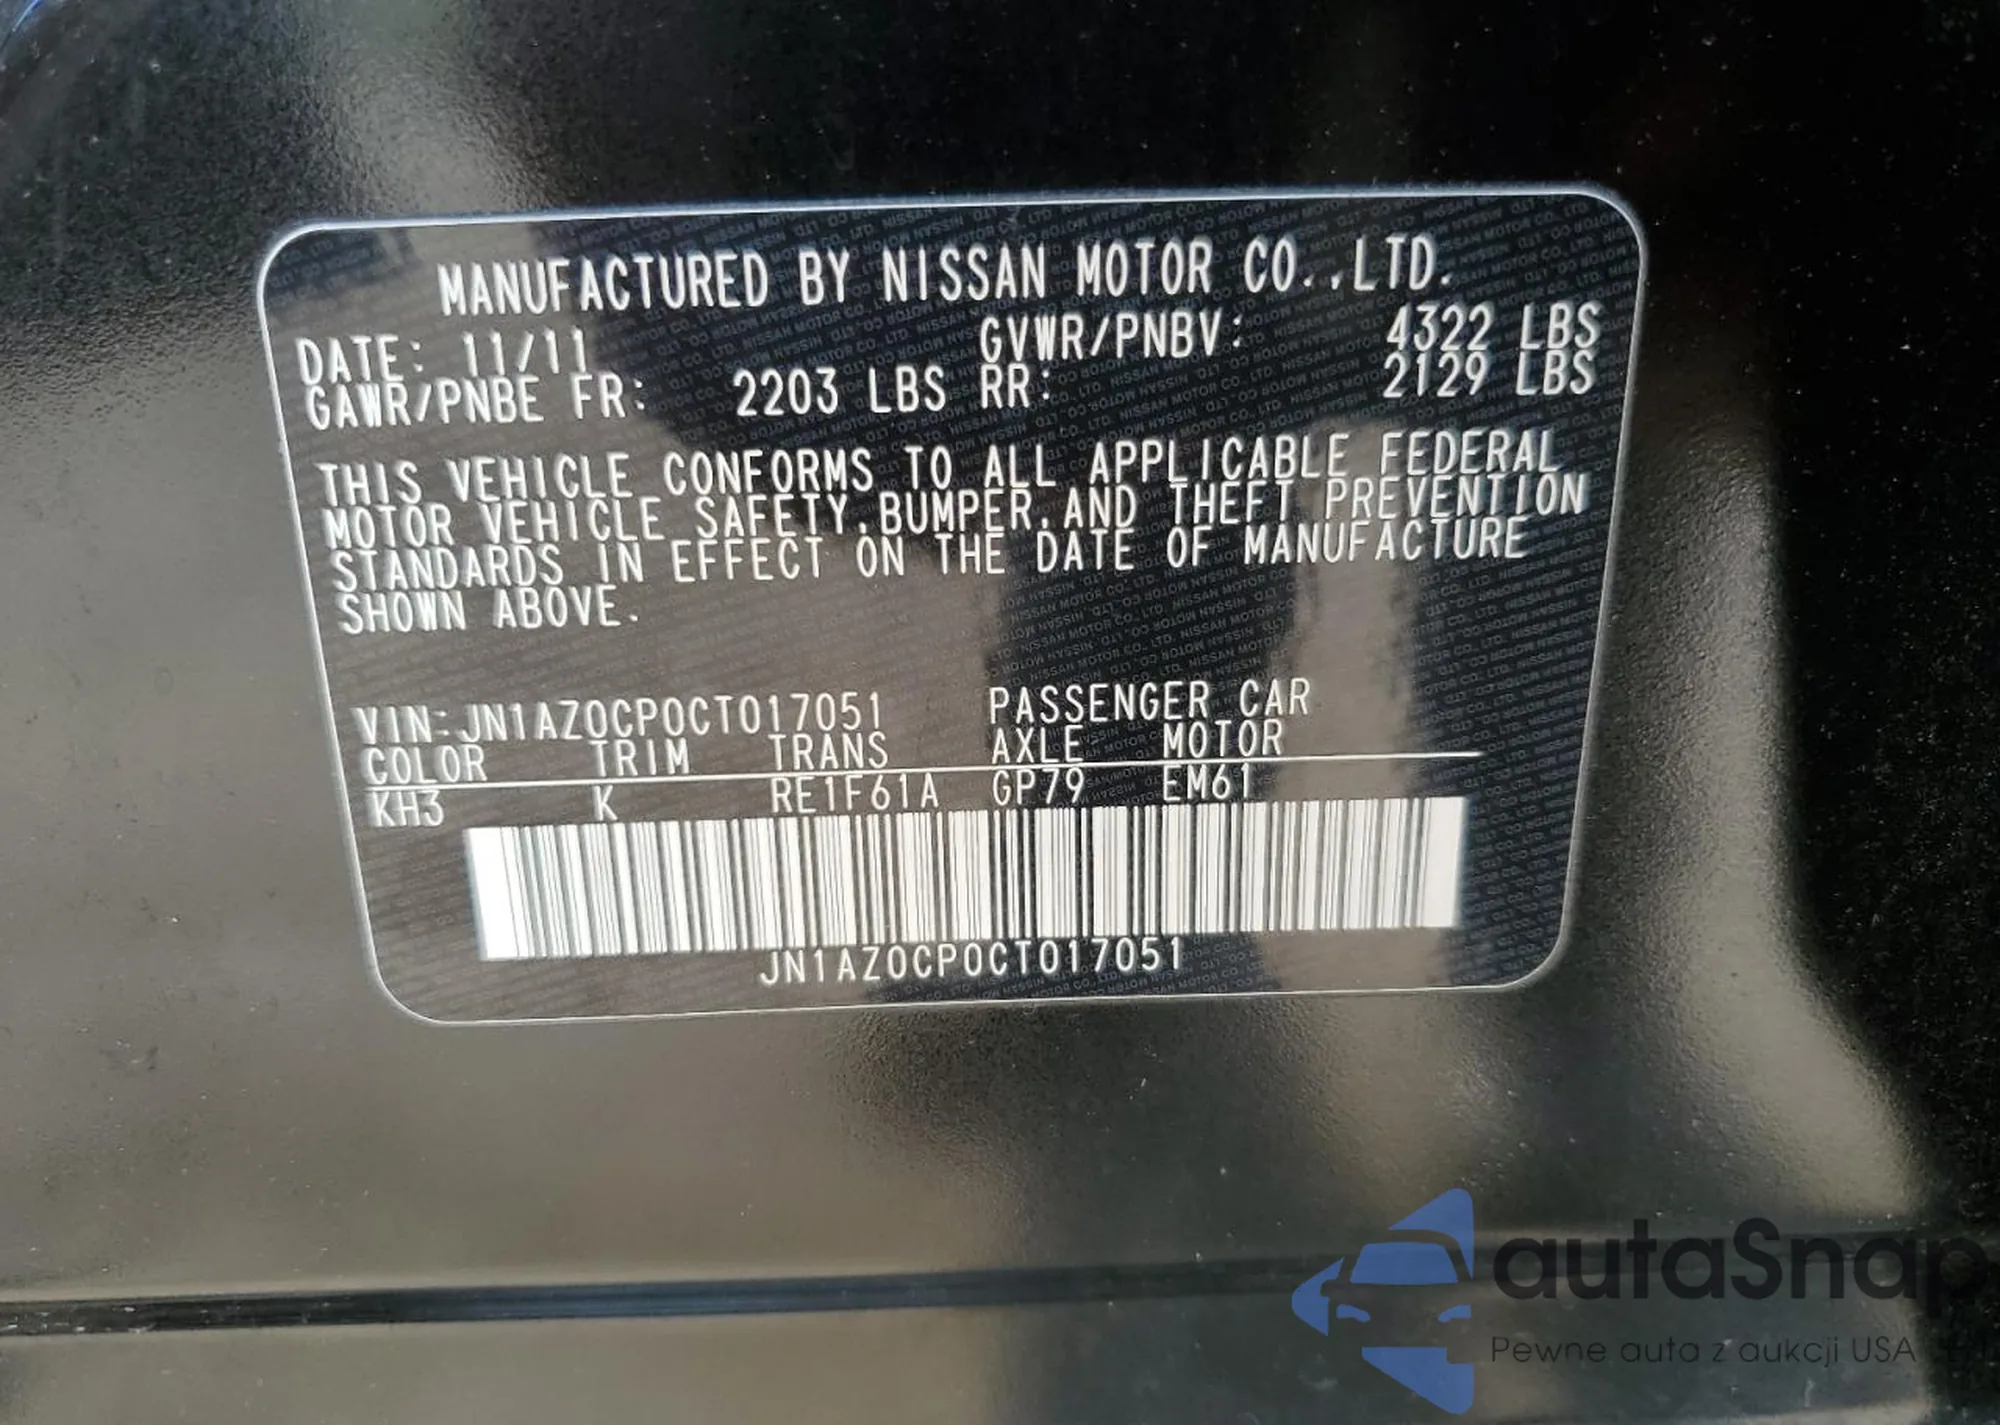 MANUFACTURED BY NISSAN MOTOR CO.,LTD.
DATE: 11/11 GVWR/PNBV: 4322 LBS
GAWR/PNBE FR: 2203 LBS RR: 2129 LBS
THIS VEHICLE CONFORMS TO ALL APPLICABLE FEDERAL
MOTOR VEHICLE SAFETY,BUMPER,AND THEFT PREVENTION
STANDARDS IN EFFECT ON THE DATE OF MANUFACTURE
SHOWN ABOVE.
VIN:JN1AZ0CP0CT017051 PASSENGER CAR
COLOR TRIM TRANS AXLE MOTOR
KH3 K RE1F61A GP79 EM61
JN1AZ0CP0CT017051
autaSnap
Pewne auta z aukcji USA